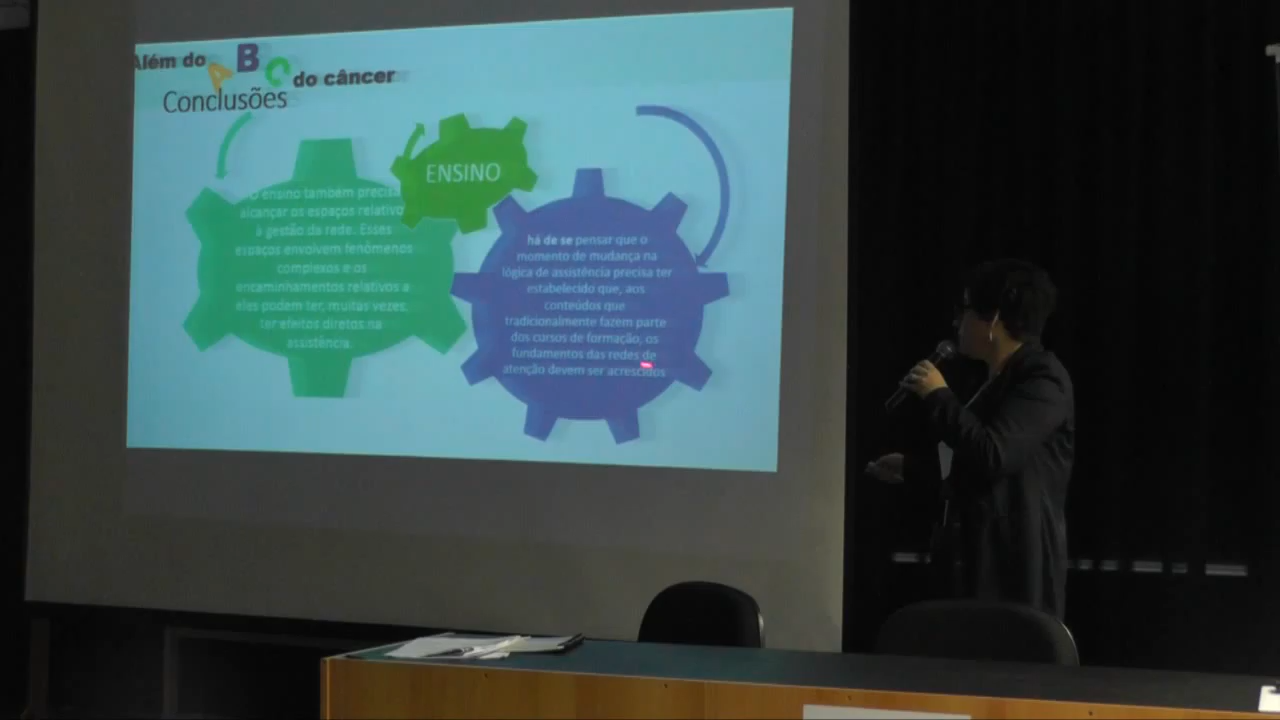 Além do ABC do câncer
Conclusões
ENSINO
O ensino também precisa
alcançar os espaços relativo
à gestão da rede. Esses
espaços envolvem fenômenos
complexos e os
encaminhamentos relativos a
eles podem ter, muitas vezes,
ter efeitos diretos na
assistência.
há de se pensar que o
momento de mudança na
lógica de assistência precisa ter
estabelecido que, aos
conteúdos que
tradicionalmente fazem parte
dos cursos de formação, os
fundamentos das redes de
atenção devem ser acrescidos